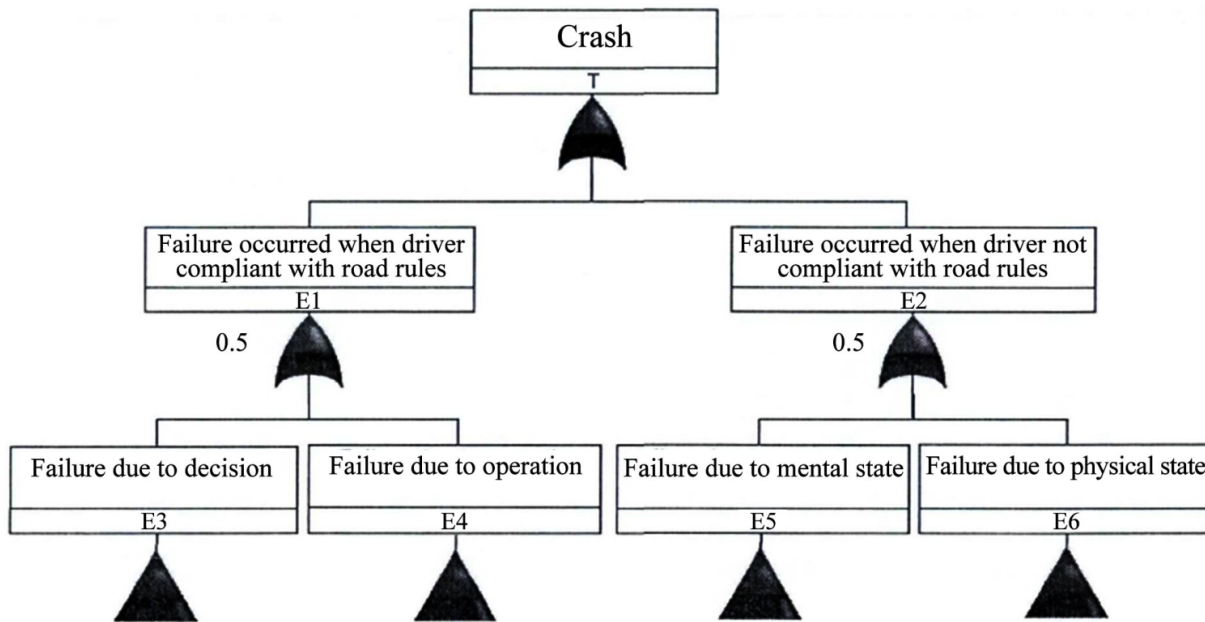 Crash
T
Failure occurred when driver
compliant with road rules
E1
Failure occurred when driver not
compliant with road rules
E2
0.5
0.5
Failure due to decision
E3
Failure due to operation
E4
Failure due to mental state
E5
Failure due to physical state
E6